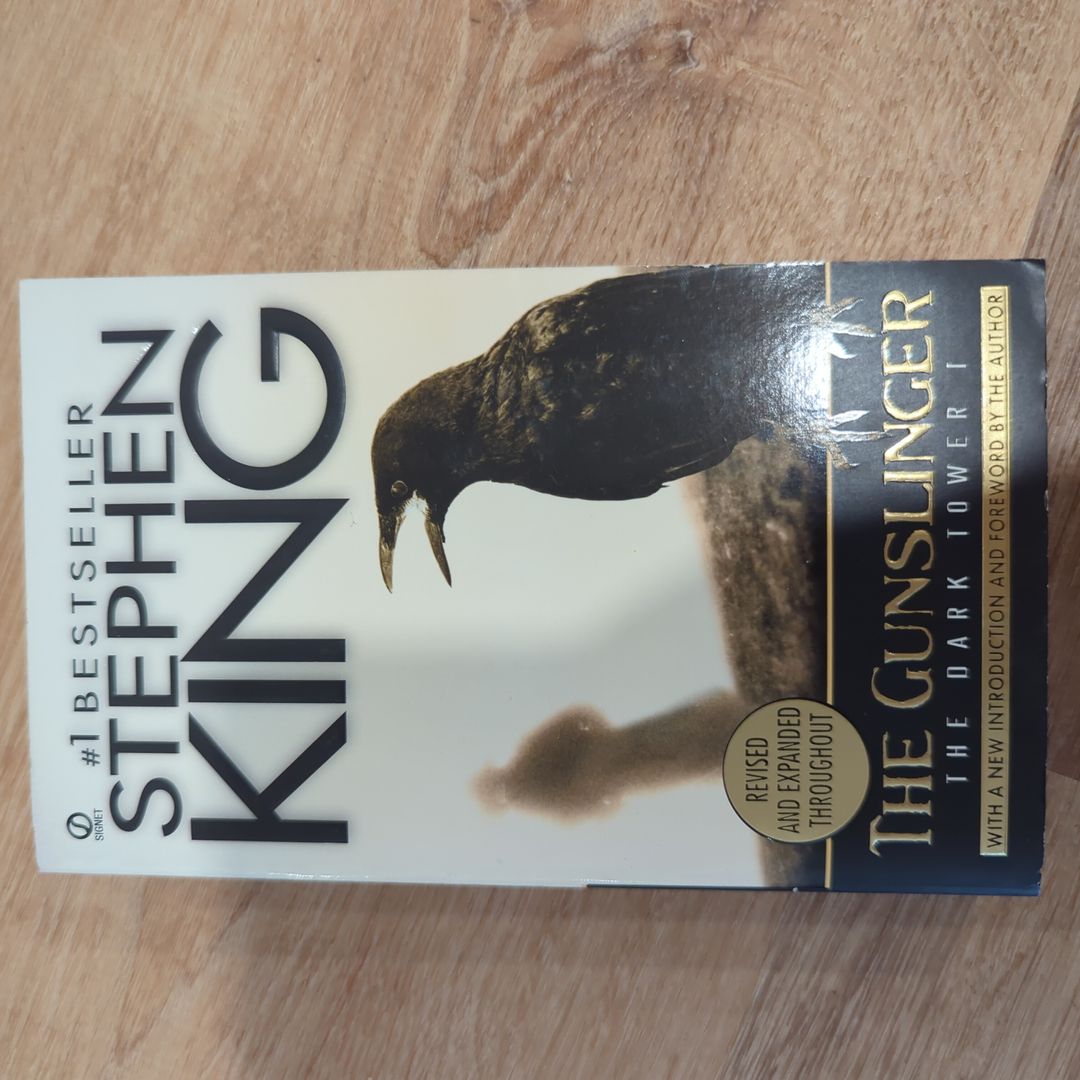 SIGNET
#1 BESTSELLER
STEPHEN
KING
REVISED
AND EXPANDED
THROUGHOUT
THE GUNSLINGER
THE DARK TOWER I
WITH A NEW INTRODUCTION AND FOREWORD BY THE AUTHOR